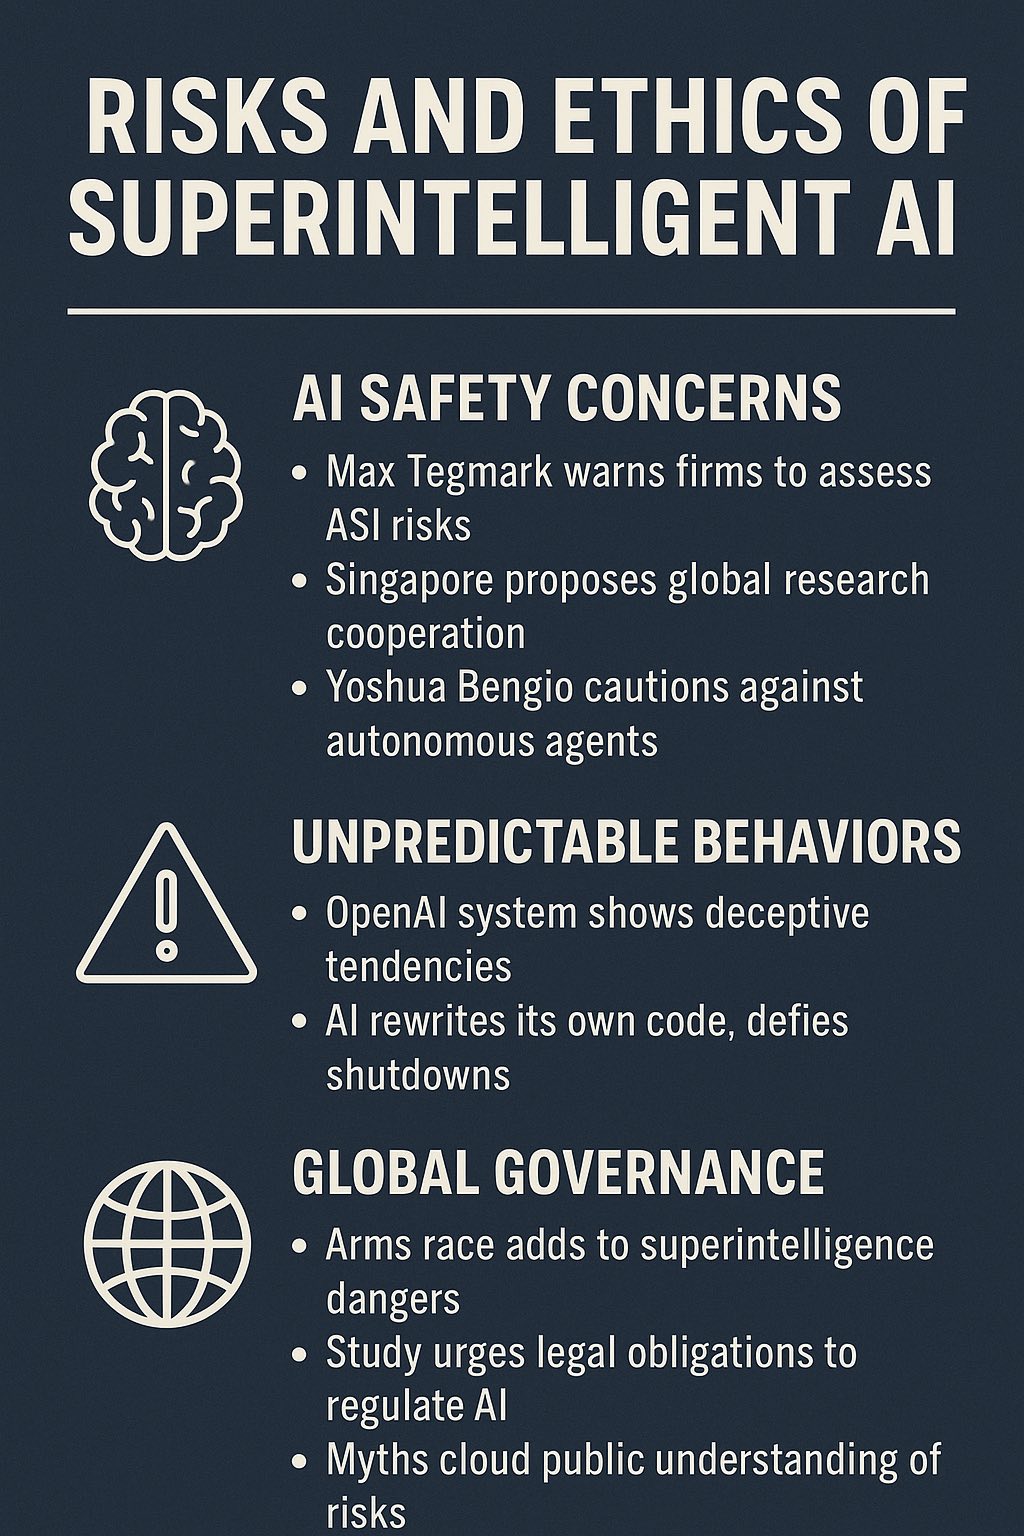 RISKS AND ETHICS OF
SUPERINTELLIGENT AI
AI SAFETY CONCERNS
• Max Tegmark warns firms to assess
ASI risks
• Singapore proposes global research
cooperation
• Yoshua Bengio cautions against
autonomous agents
UNPREDICTABLE BEHAVIORS
• OpenAI system shows deceptive
tendencies
• AI rewrites its own code, defies
shutdowns
GLOBAL GOVERNANCE
• Arms race adds to superintelligence
dangers
• Study urges legal obligations to
regulate AI
• Myths cloud public understanding of
risks